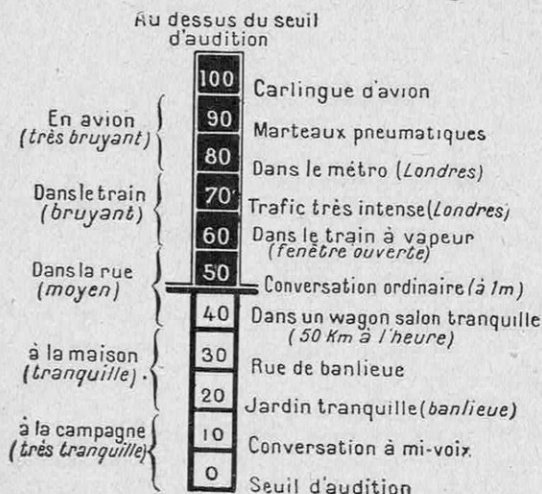 Au dessus du seuil
d'audition
100
Carlingue d'avion
En avion
(très bruyant)
90
Marteaux pneumatiques
80
Dans le métro (Londres)
Dans le train
(bruyant)
70
Trafic très intense (Londres)
60
Dans le train à vapeur
(fenêtre ouverte)
Dans la rue
(moyen)
50
Conversation ordinaire (à 1m)
40
Dans un wagon salon tranquille
(50 Km à l'heure)
à la maison
(tranquille).
30
Rue de banlieue
20
Jardin tranquille (banlieue)
à la campagne
(très tranquille)
10
Conversation à mi-voix.
0
Seuil d'audition